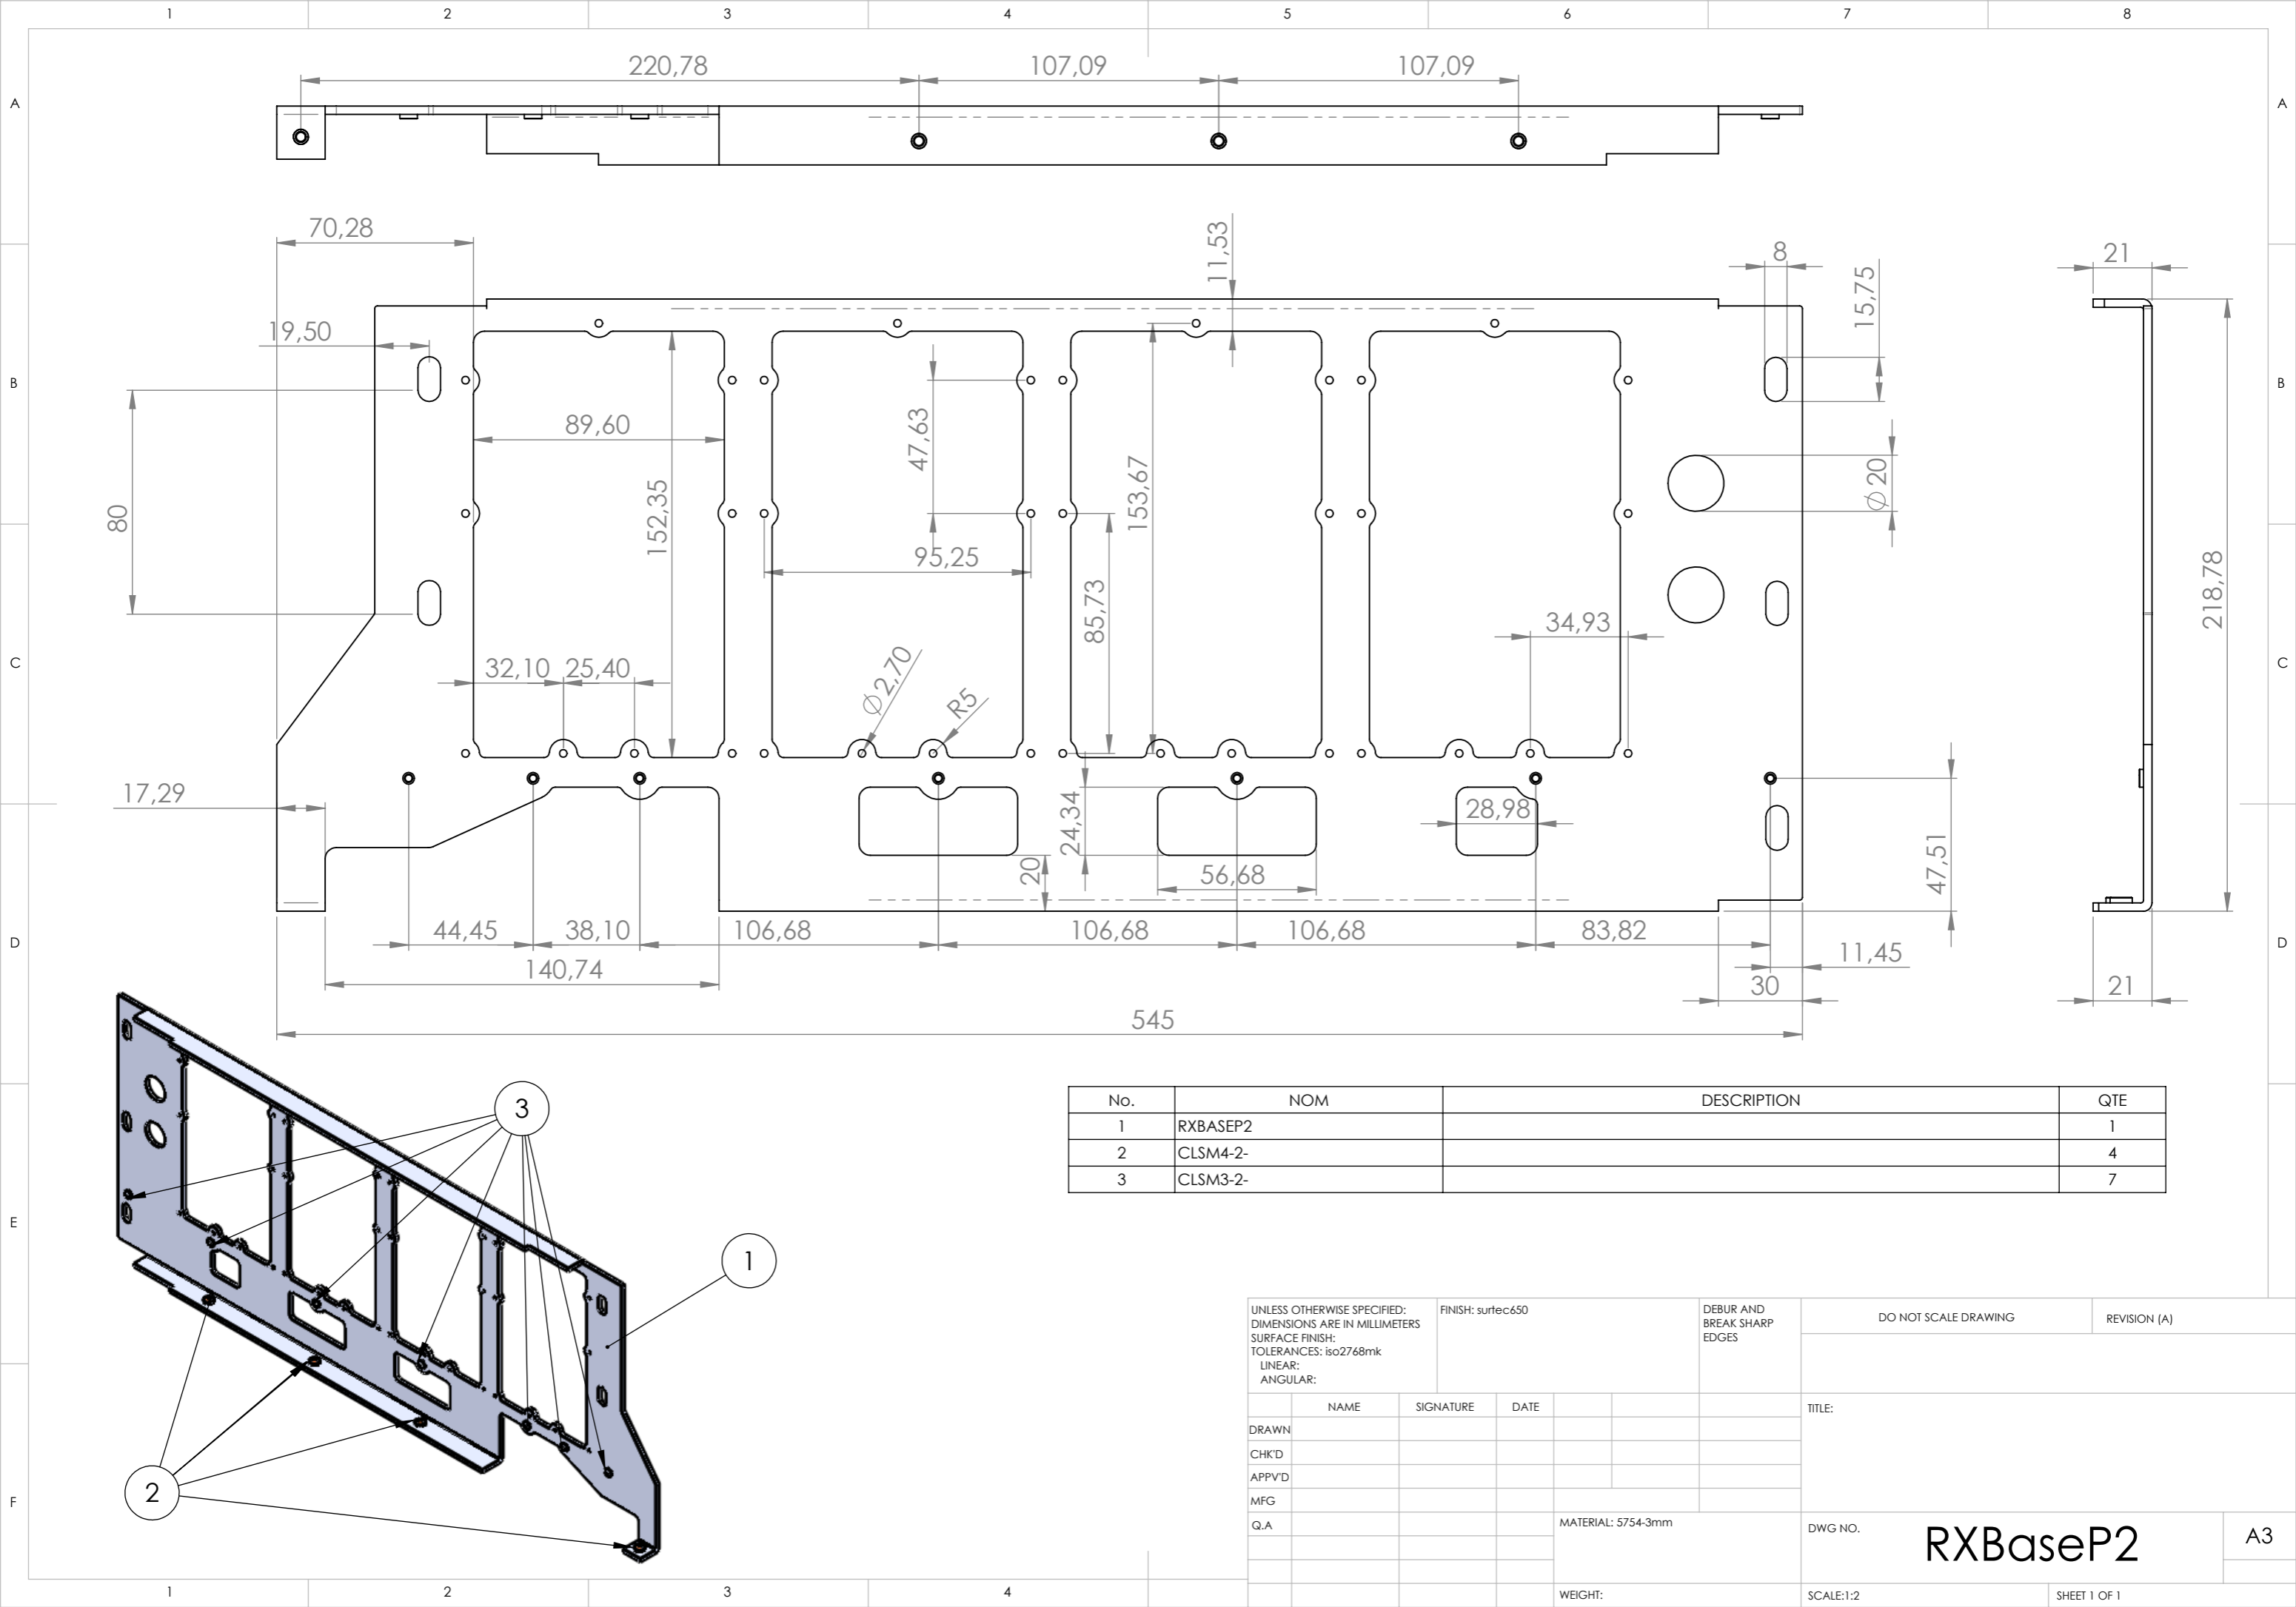 1 2 3 4 5 6 7 8
A A
220,78 107,09 107,09
70,28 11,53 8 15,75 21
19,50
B B
89,60 47,63
80 152,35 153,67 Ø20
95,25
218,78
85,73 34,93
C C
32,10 25,40 Ø2,70 R5
17,29 24,34 28,98
20 56,68 47,51
44,45 38,10 106,68 106,68 106,68 83,82
D D
140,74 11,45
30 21
545
3
No. NOM DESCRIPTION QTE
1 RXBASEP2 1
2 CLSM4-2- 4
3 CLSM3-2- 7
E E
1
2
F
UNLESS OTHERWISE SPECIFIED:
DIMENSIONS ARE IN MILLIMETERS
SURFACE FINISH:
TOLERANCES: iso2768mk
LINEAR:
ANGULAR:
FINISH: surtec650
DEBUR AND
BREAK SHARP
EDGES
DO NOT SCALE DRAWING
REVISION (A)
NAME SIGNATURE DATE
TITLE:
DRAWN
CHK'D
APPV'D
MFG
Q.A
MATERIAL: 5754-3mm
DWG NO.
RXBaseP2
A3
WEIGHT:
SCALE:1:2
SHEET 1 OF 1
1 2 3 4